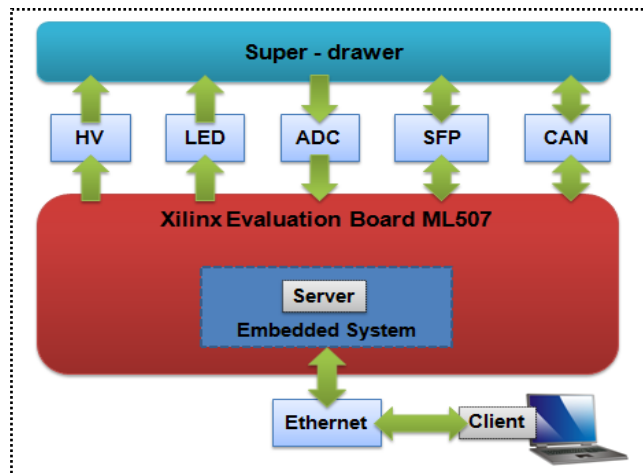 Super - drawer
HV
LED
ADC
SFP
CAN
Xilinx Evaluation Board ML507
Server
Embedded System
Ethernet
Client